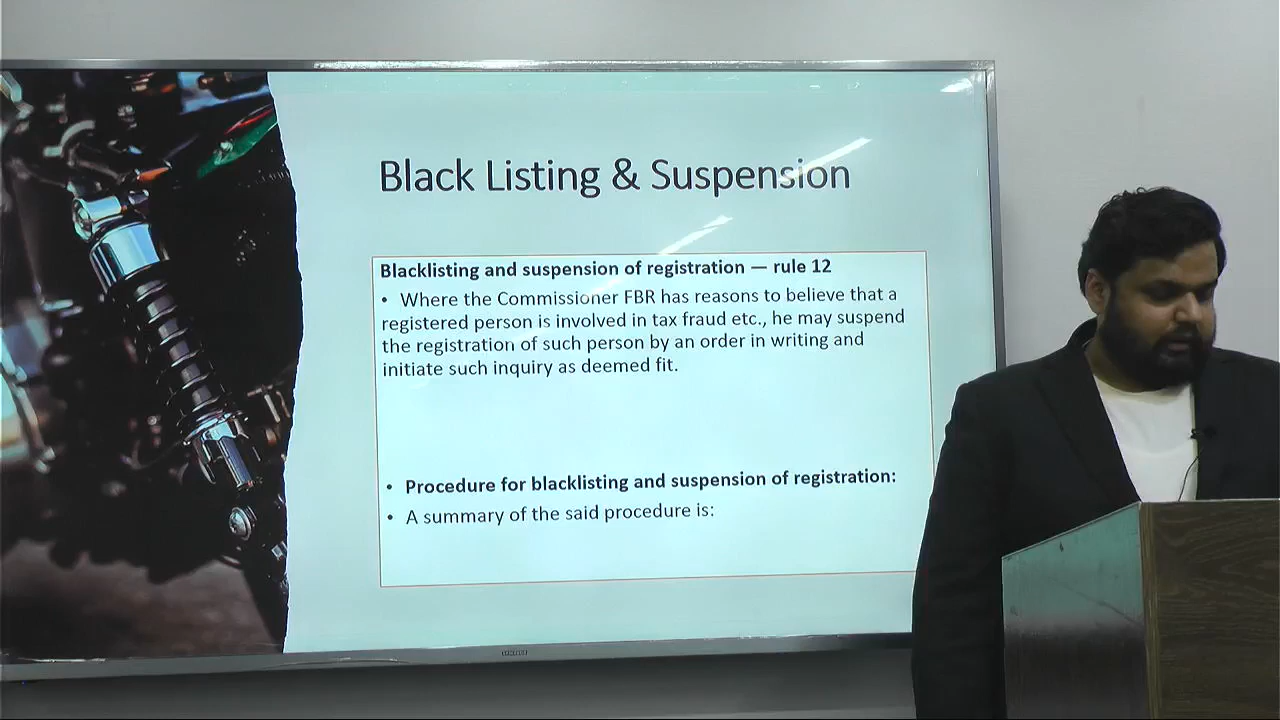 Black Listing & Suspension
Blacklisting and suspension of registration — rule 12
• Where the Commissioner FBR has reasons to believe that a
registered person is involved in tax fraud etc., he may suspend
the registration of such person by an order in writing and
initiate such inquiry as deemed fit.
• Procedure for blacklisting and suspension of registration:
• A summary of the said procedure is: